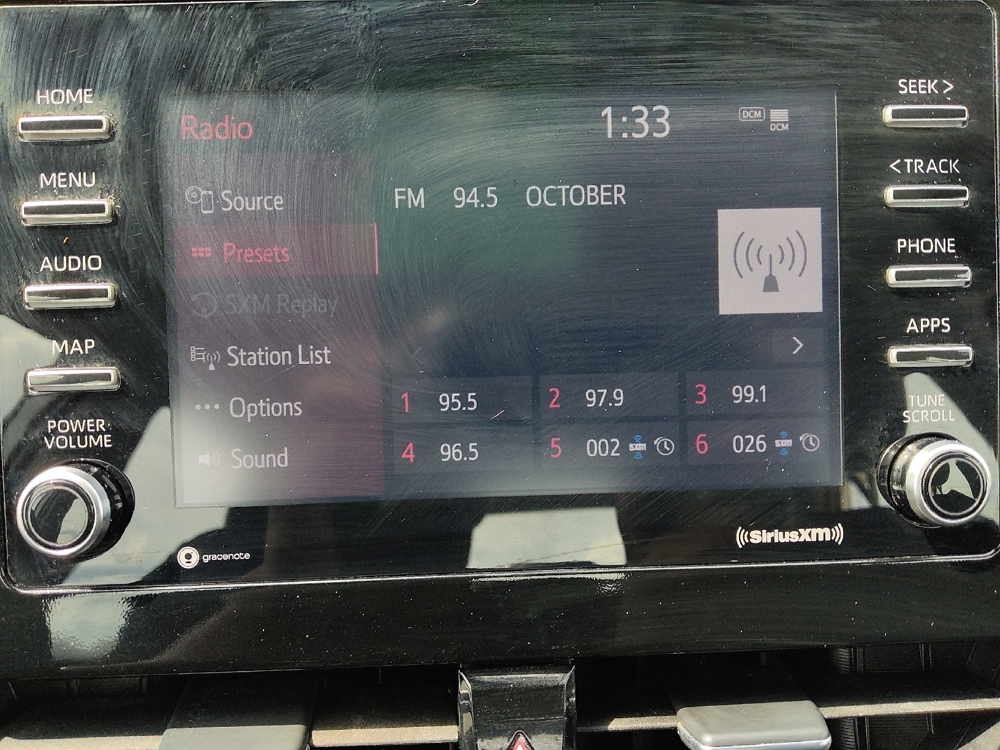 HOME
MENU
AUDIO
MAP
POWER
VOLUME
Radio
1:33
DCM
DCM
Source
Presets
SXM Replay
Station List
Options
Sound
FM 94.5 OCTOBER
1 95.5 2 97.9 3 99.1
4 96.5 5 002 SXM 6 026 SXM
SEEK >
< TRACK
PHONE
APPS
TUNE
SCROLL
gracenote
SiriusXM